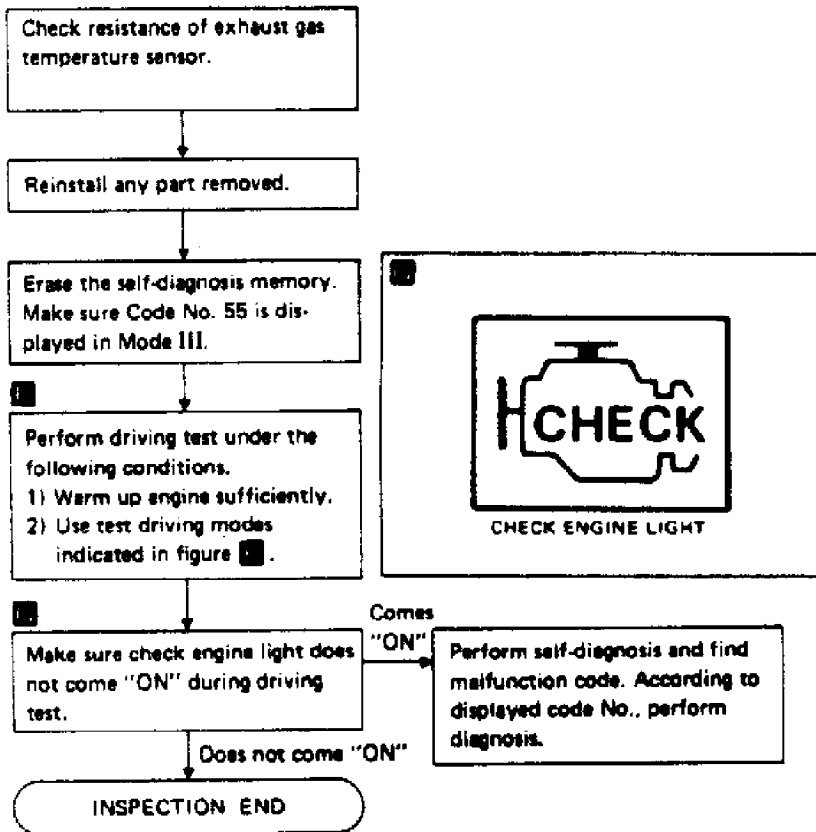 Check resistance of exhaust gas
temperature sensor.
Reinstall any part removed.
Erase the self-diagnosis memory.
Make sure Code No. 55 is dis-
played in Mode III.
Perform driving test under the
following conditions.
1) Warm up engine sufficiently.
2) Use test driving modes
indicated in figure .
Make sure check engine light does
not come "ON" during driving
test.
Comes
"ON"
Perform self-diagnosis and find
malfunction code. According to
displayed code No., perform
diagnosis.
Does not come "ON"
INSPECTION END
CHECK
CHECK ENGINE LIGHT